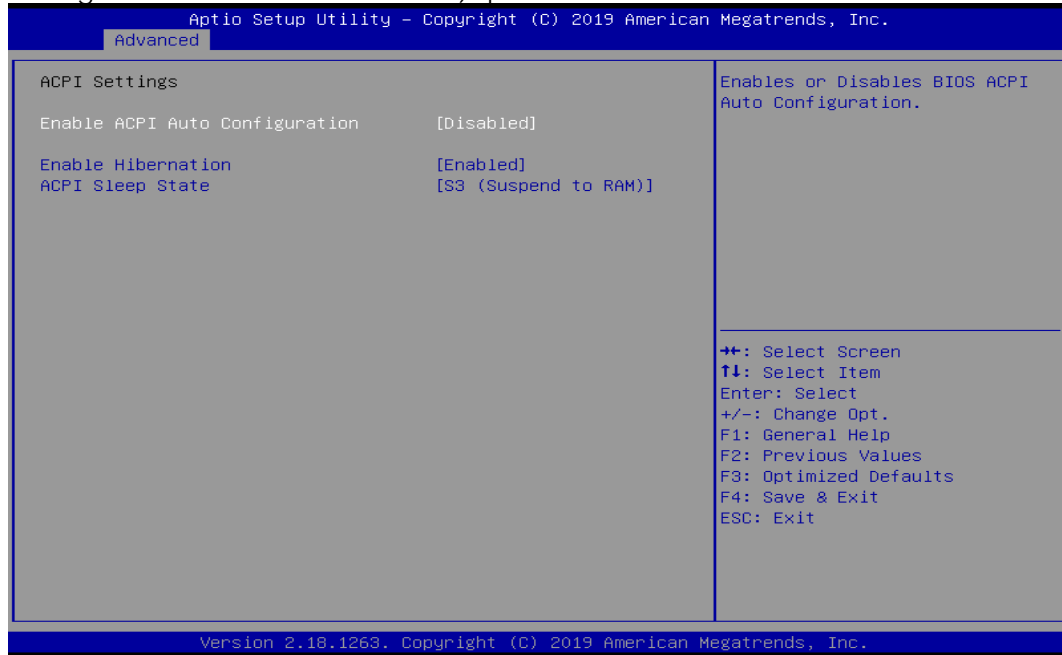 Aptio Setup Utility – Copyright (C) 2019 American Megatrends, Inc.
Advanced
ACPI Settings
Enable ACPI Auto Configuration [Disabled]
Enable Hibernation [Enabled]
ACPI Sleep State [S3 (Suspend to RAM)]
Enables or Disables BIOS ACPI
Auto Configuration.
→←: Select Screen
↑↓: Select Item
Enter: Select
+/-: Change Opt.
F1: General Help
F2: Previous Values
F3: Optimized Defaults
F4: Save & Exit
ESC: Exit
Version 2.18.1263. Copyright (C) 2019 American Megatrends, Inc.